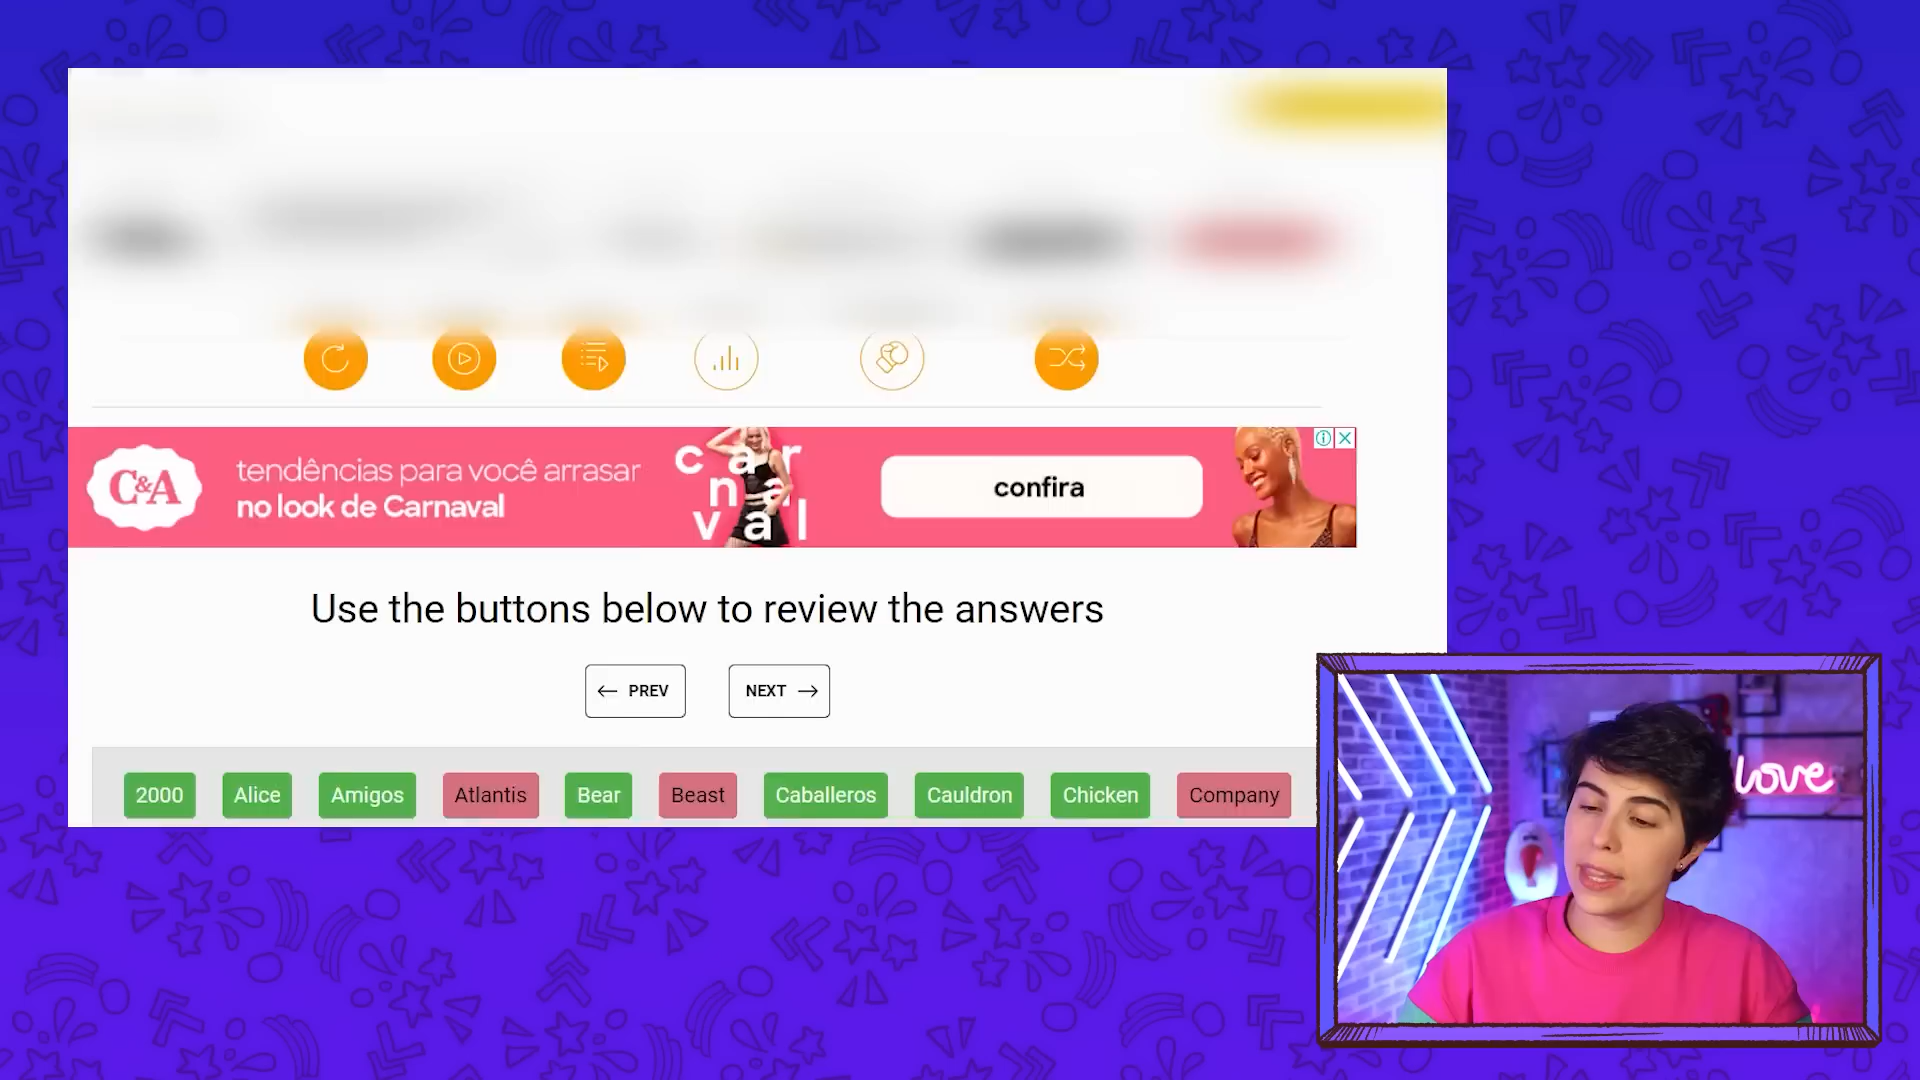 C&A
tendências para você arrasar
no look de Carnaval
car
na
val
confira
Use the buttons below to review the answers
← PREV
NEXT →
2000 Alice Amigos Atlantis Bear Beast Caballeros Cauldron Chicken Company
love